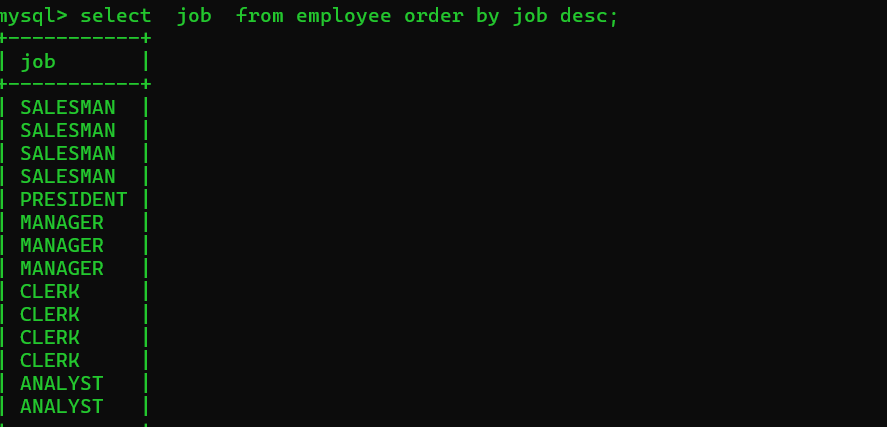 mysql> select  job  from employee order by job desc;
+-----------+
| job       |
+-----------+
| SALESMAN  |
| SALESMAN  |
| SALESMAN  |
| SALESMAN  |
| PRESIDENT |
| MANAGER   |
| MANAGER   |
| MANAGER   |
| CLERK     |
| CLERK     |
| CLERK     |
| CLERK     |
| ANALYST   |
| ANALYST   |
+-----------+